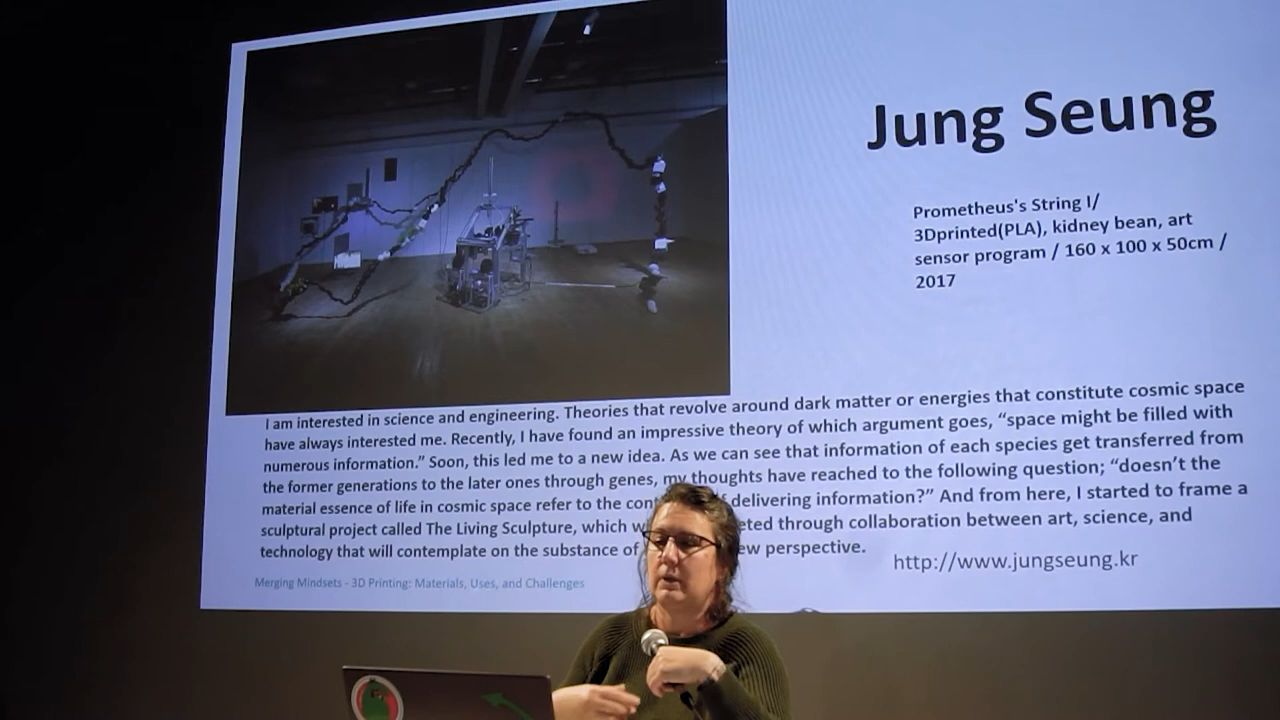 Jung Seung
Prometheus's String I/
3Dprinted(PLA), kidney bean, art
sensor program / 160 x 100 x 50cm /
2017
I am interested in science and engineering. Theories that revolve around dark matter or energies that constitute cosmic space
have always interested me. Recently, I have found an impressive theory of which argument goes, “space might be filled with
numerous information.” Soon, this led me to a new idea. As we can see that information of each species get transferred from
the former generations to the later ones through genes, my thoughts have reached to the following question; “doesn’t the
material essence of life in cosmic space refer to the delivering information?” And from here, I started to frame a
sculptural project called The Living Sculpture, which through collaboration between art, science, and
technology that will contemplate on the substance of perspective.
http://www.jungseung.kr
Merging Mindsets - 3D Printing: Materials, Uses, and Challenges